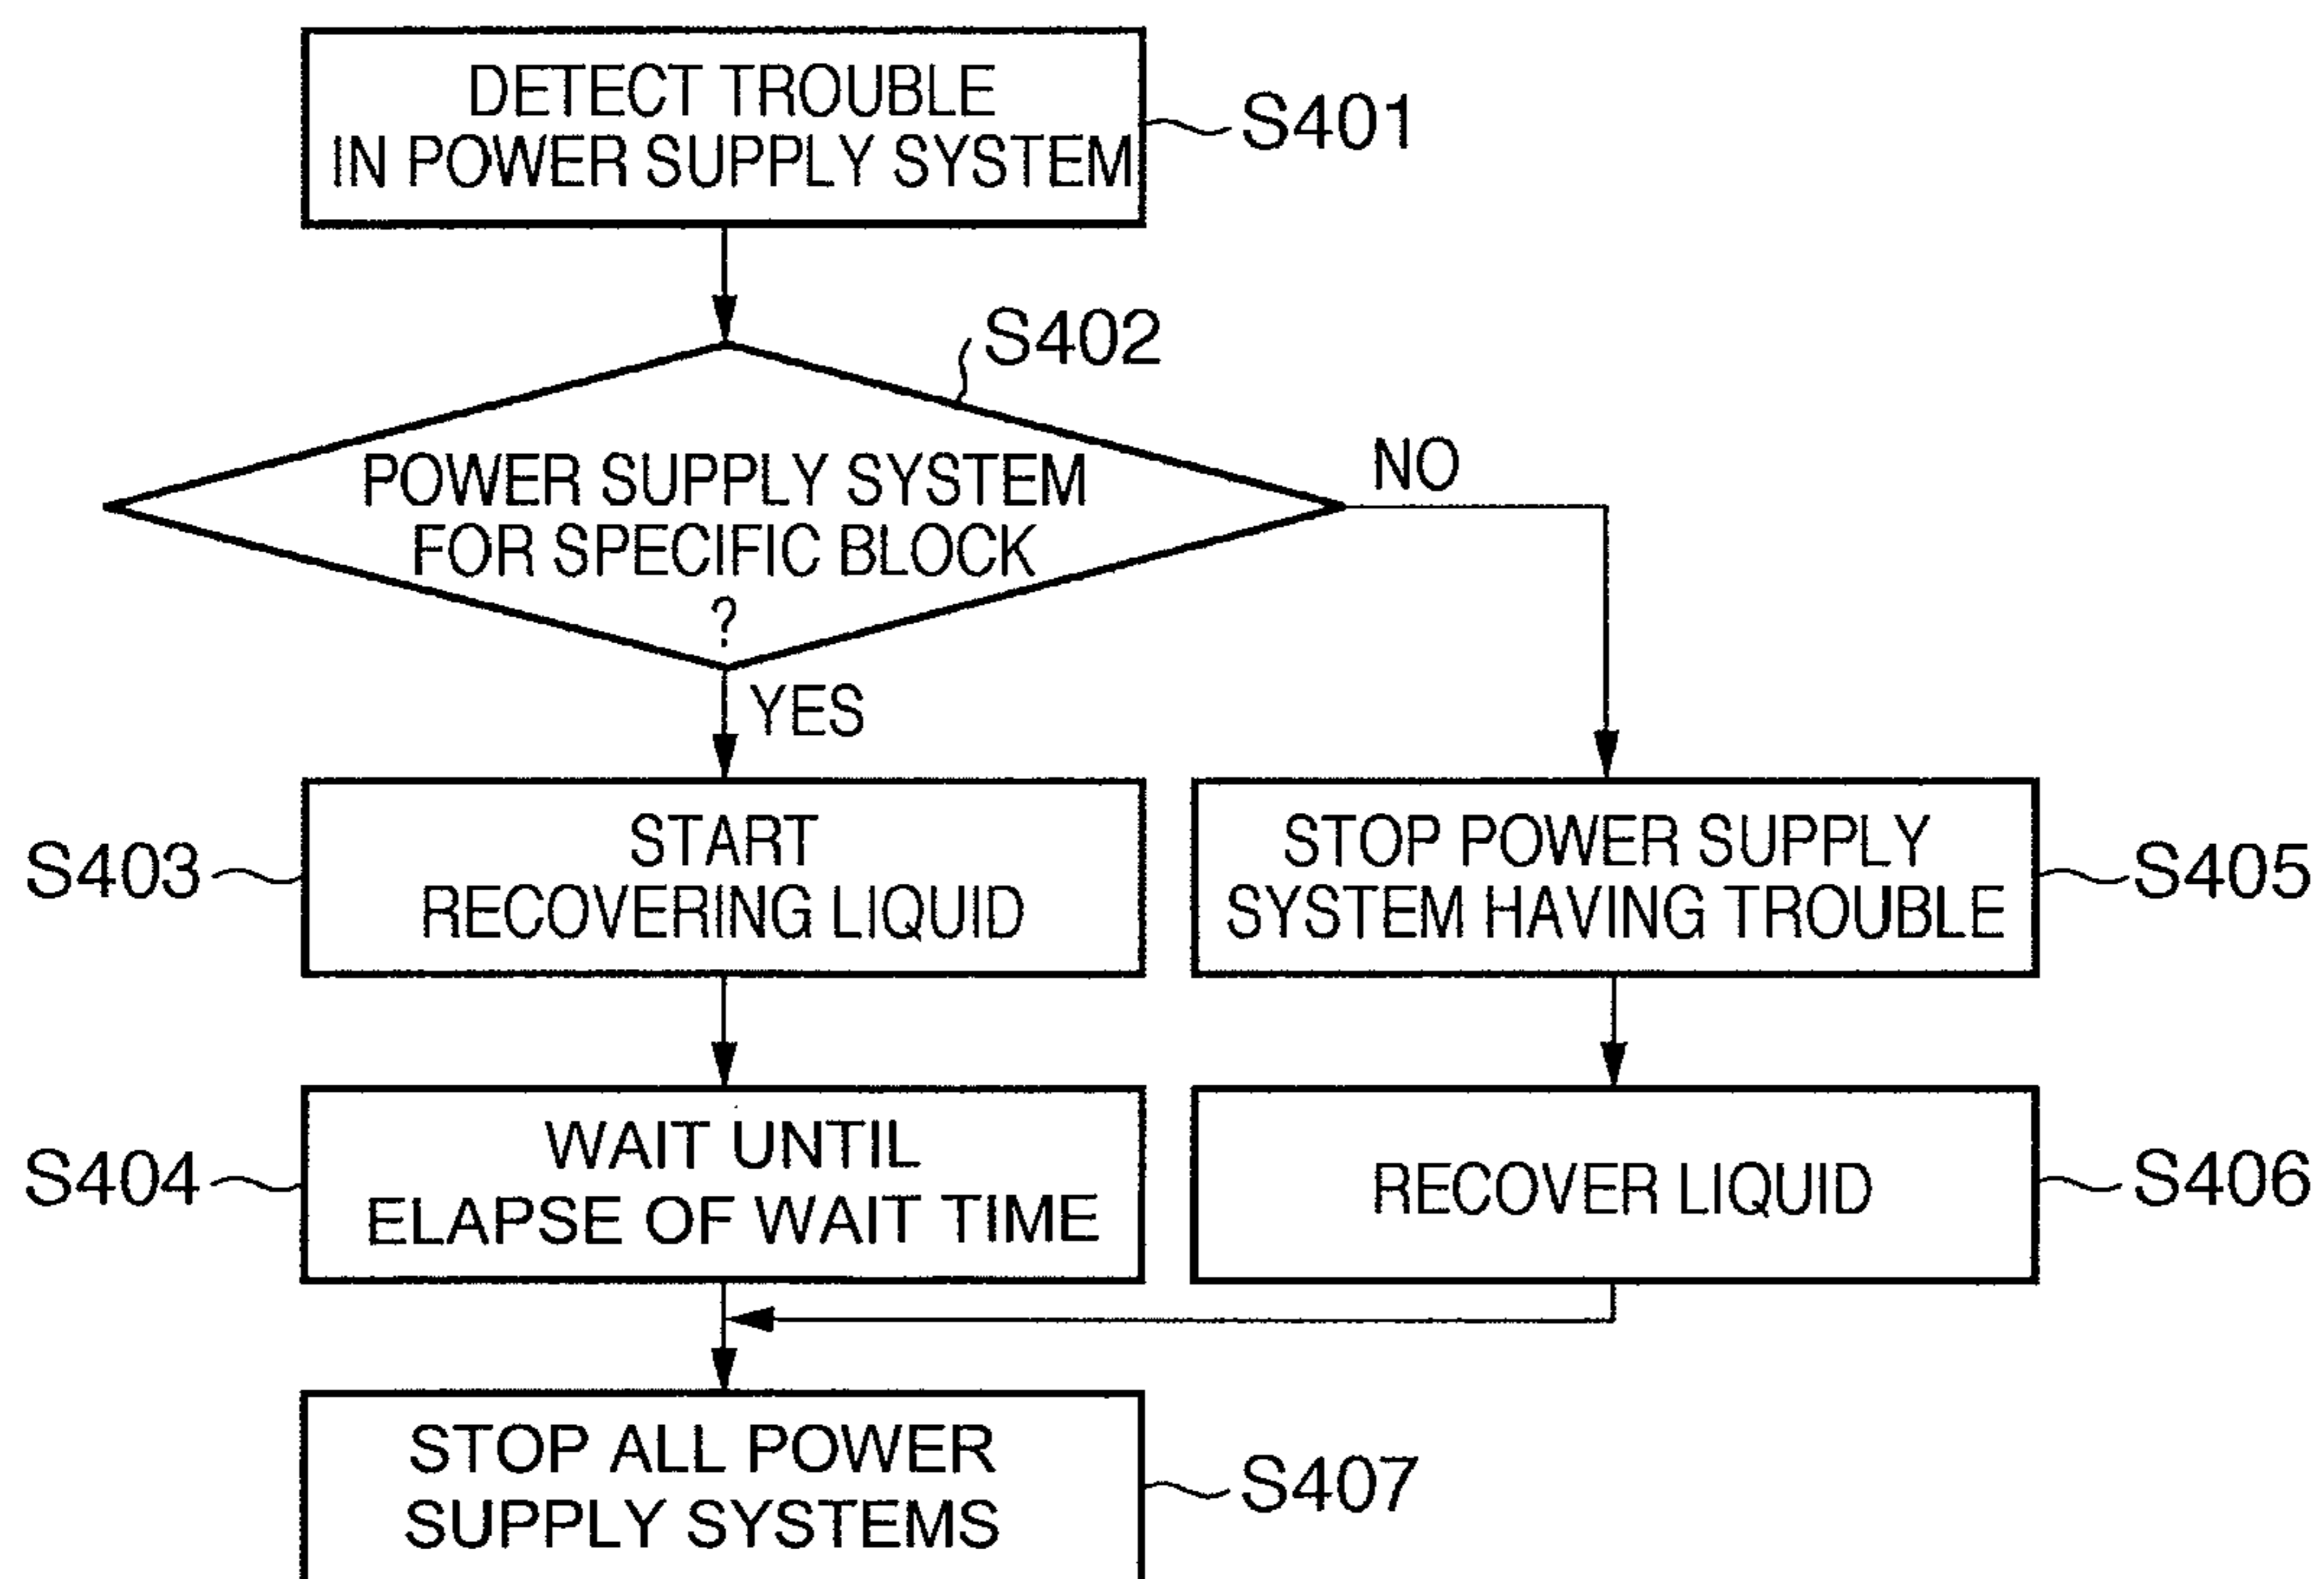 DETECT TROUBLE
IN POWER SUPPLY SYSTEM
S401
S402
POWER SUPPLY SYSTEM
FOR SPECIFIC BLOCK
?
NO
YES
S403
START
RECOVERING LIQUID
STOP POWER SUPPLY
SYSTEM HAVING TROUBLE
S405
S404
WAIT UNTIL
ELAPSE OF WAIT TIME
RECOVER LIQUID
S406
STOP ALL POWER
SUPPLY SYSTEMS
S407